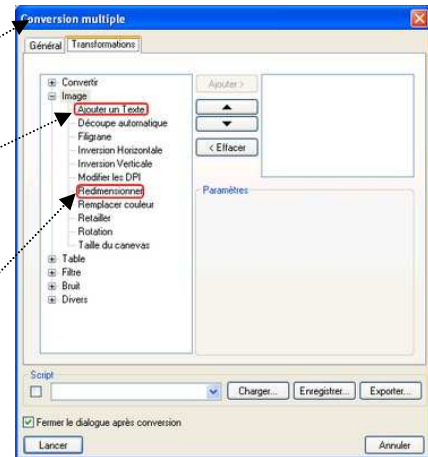 Conversion multiple
Général Transformations
Convertir
Image
Ajouter un Texte
Découpe automatique
Filigrane
Inversion Horizontale
Inversion Verticale
Modifier les DPI
Redimensionner
Remplacer couleur
Retailler
Rotation
Taille du canevas
Table
Filtre
Bruit
Divers
Ajouter >
< Effacer
Paramètres
Script
Charger... Enregistrer... Exporter...
Fermer le dialogue après conversion
Lancer Annuler